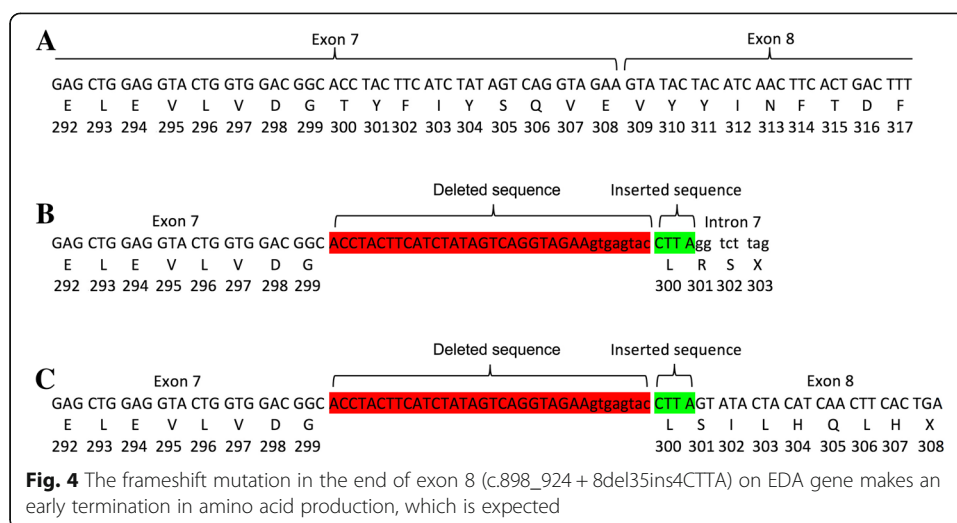 A
Exon 7 Exon 8
GAG CTG GAG GTA CTG GTG GAC GGC ACC TAC TTC ATC TAT AGT CAG GTA GAA GTA TAC TAC ATC AAC TTC ACT GAC TTT
E L E V L V D G T Y F I Y S Q V E V Y Y I N F T D F
292 293 294 295 296 297 298 299 300 301 302 303 304 305 306 307 308 309 310 311 312 313 314 315 316 317
Deleted sequence Inserted sequence
B
Exon 7 Intron 7
GAG CTG GAG GTA CTG GTG GAC GGC ACCTACTTCATCTATAGTCAGGTAGAAgtgagtac CTT Agg tct tag
E L E V L V D G L R S X
292 293 294 295 296 297 298 299 300 301 302 303
Deleted sequence Inserted sequence
C
Exon 7 Exon 8
GAG CTG GAG GTA CTG GTG GAC GGC ACCTACTTCATCTATAGTCAGGTAGAAgtgagtac CTT AGT ATA CTA CAT CAA CTT CAC TGA
E L E V L V D G L S I L H Q L H X
292 293 294 295 296 297 298 299 300 301 302 303 304 305 306 307 308
Fig. 4 The frameshift mutation in the end of exon 8 (c.898_924 + 8del35ins4CTTA) on EDA gene makes an
early termination in amino acid production, which is expected